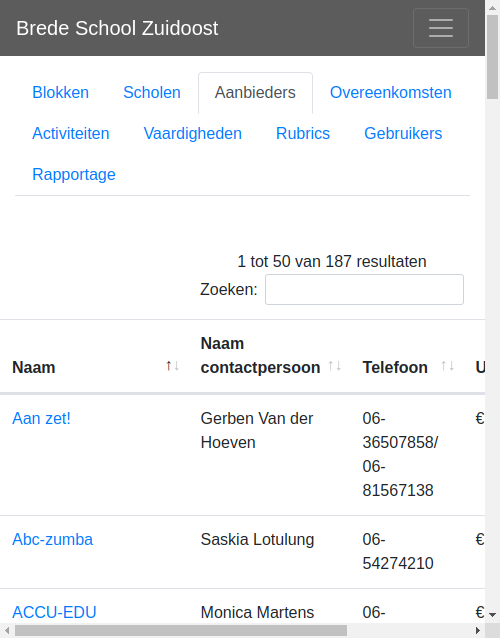 Brede School Zuidoost
Blokken Scholen Aanbieders Overeenkomsten
Activiteiten Vaardigheden Rubrics Gebruikers
Rapportage
1 tot 50 van 187 resultaten
Zoeken:
Naam
Naam
contactpersoon
Telefoon
U
Aan zet!
Gerben Van der
Hoeven
06-
36507858/
06-
81567138
€
Abc-zumba
Saskia Lotulung
06-
54274210
€
ACCU-EDU
Monica Martens
06-
€